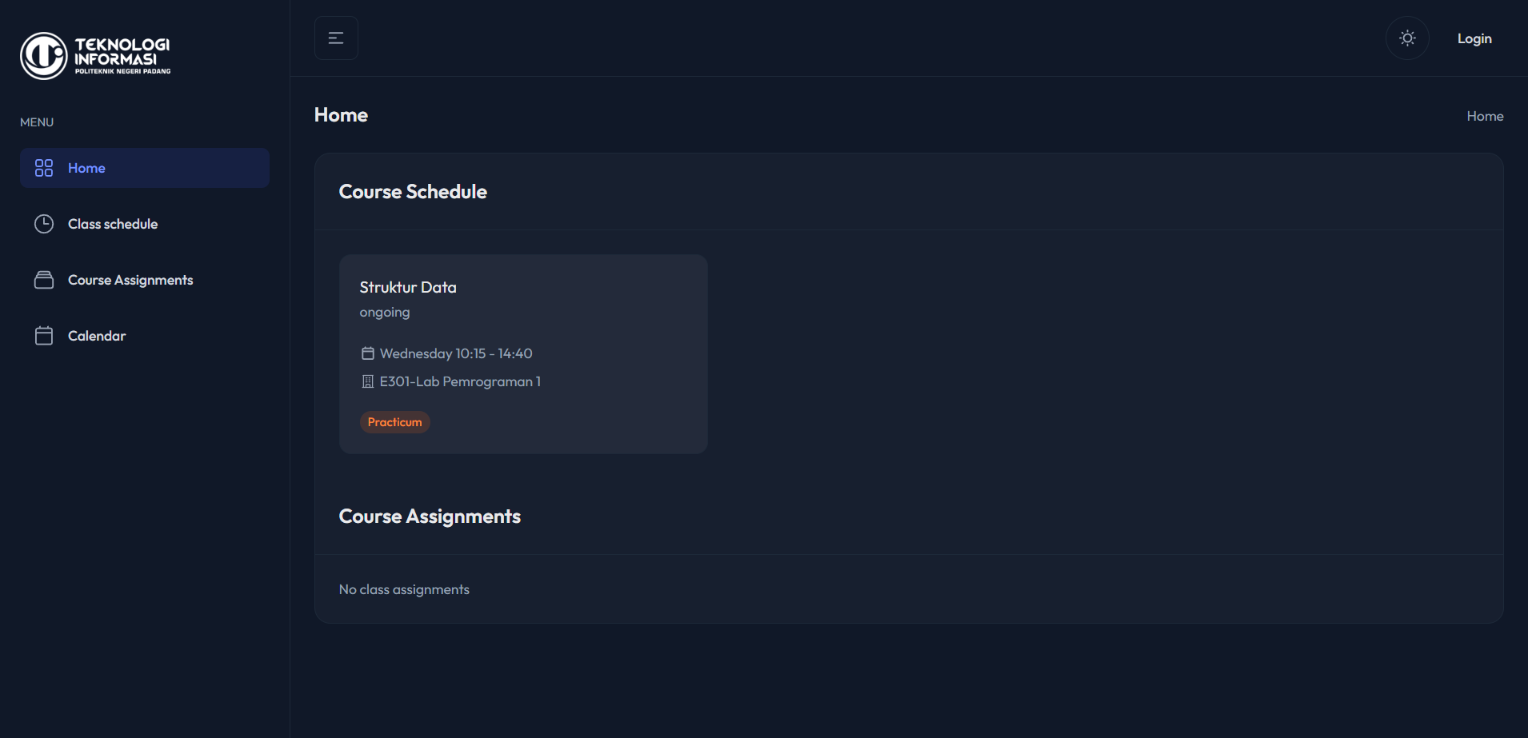 TEKNOLOGI
INFORMASI
POLITEKNIK NEGERI PADANG
MENU
Home
Class schedule
Course Assignments
Calendar
Login
Home
Home
Course Schedule
Struktur Data
ongoing
Wednesday 10:15 - 14:40
E301-Lab Pemrograman 1
Practicum
Course Assignments
No class assignments